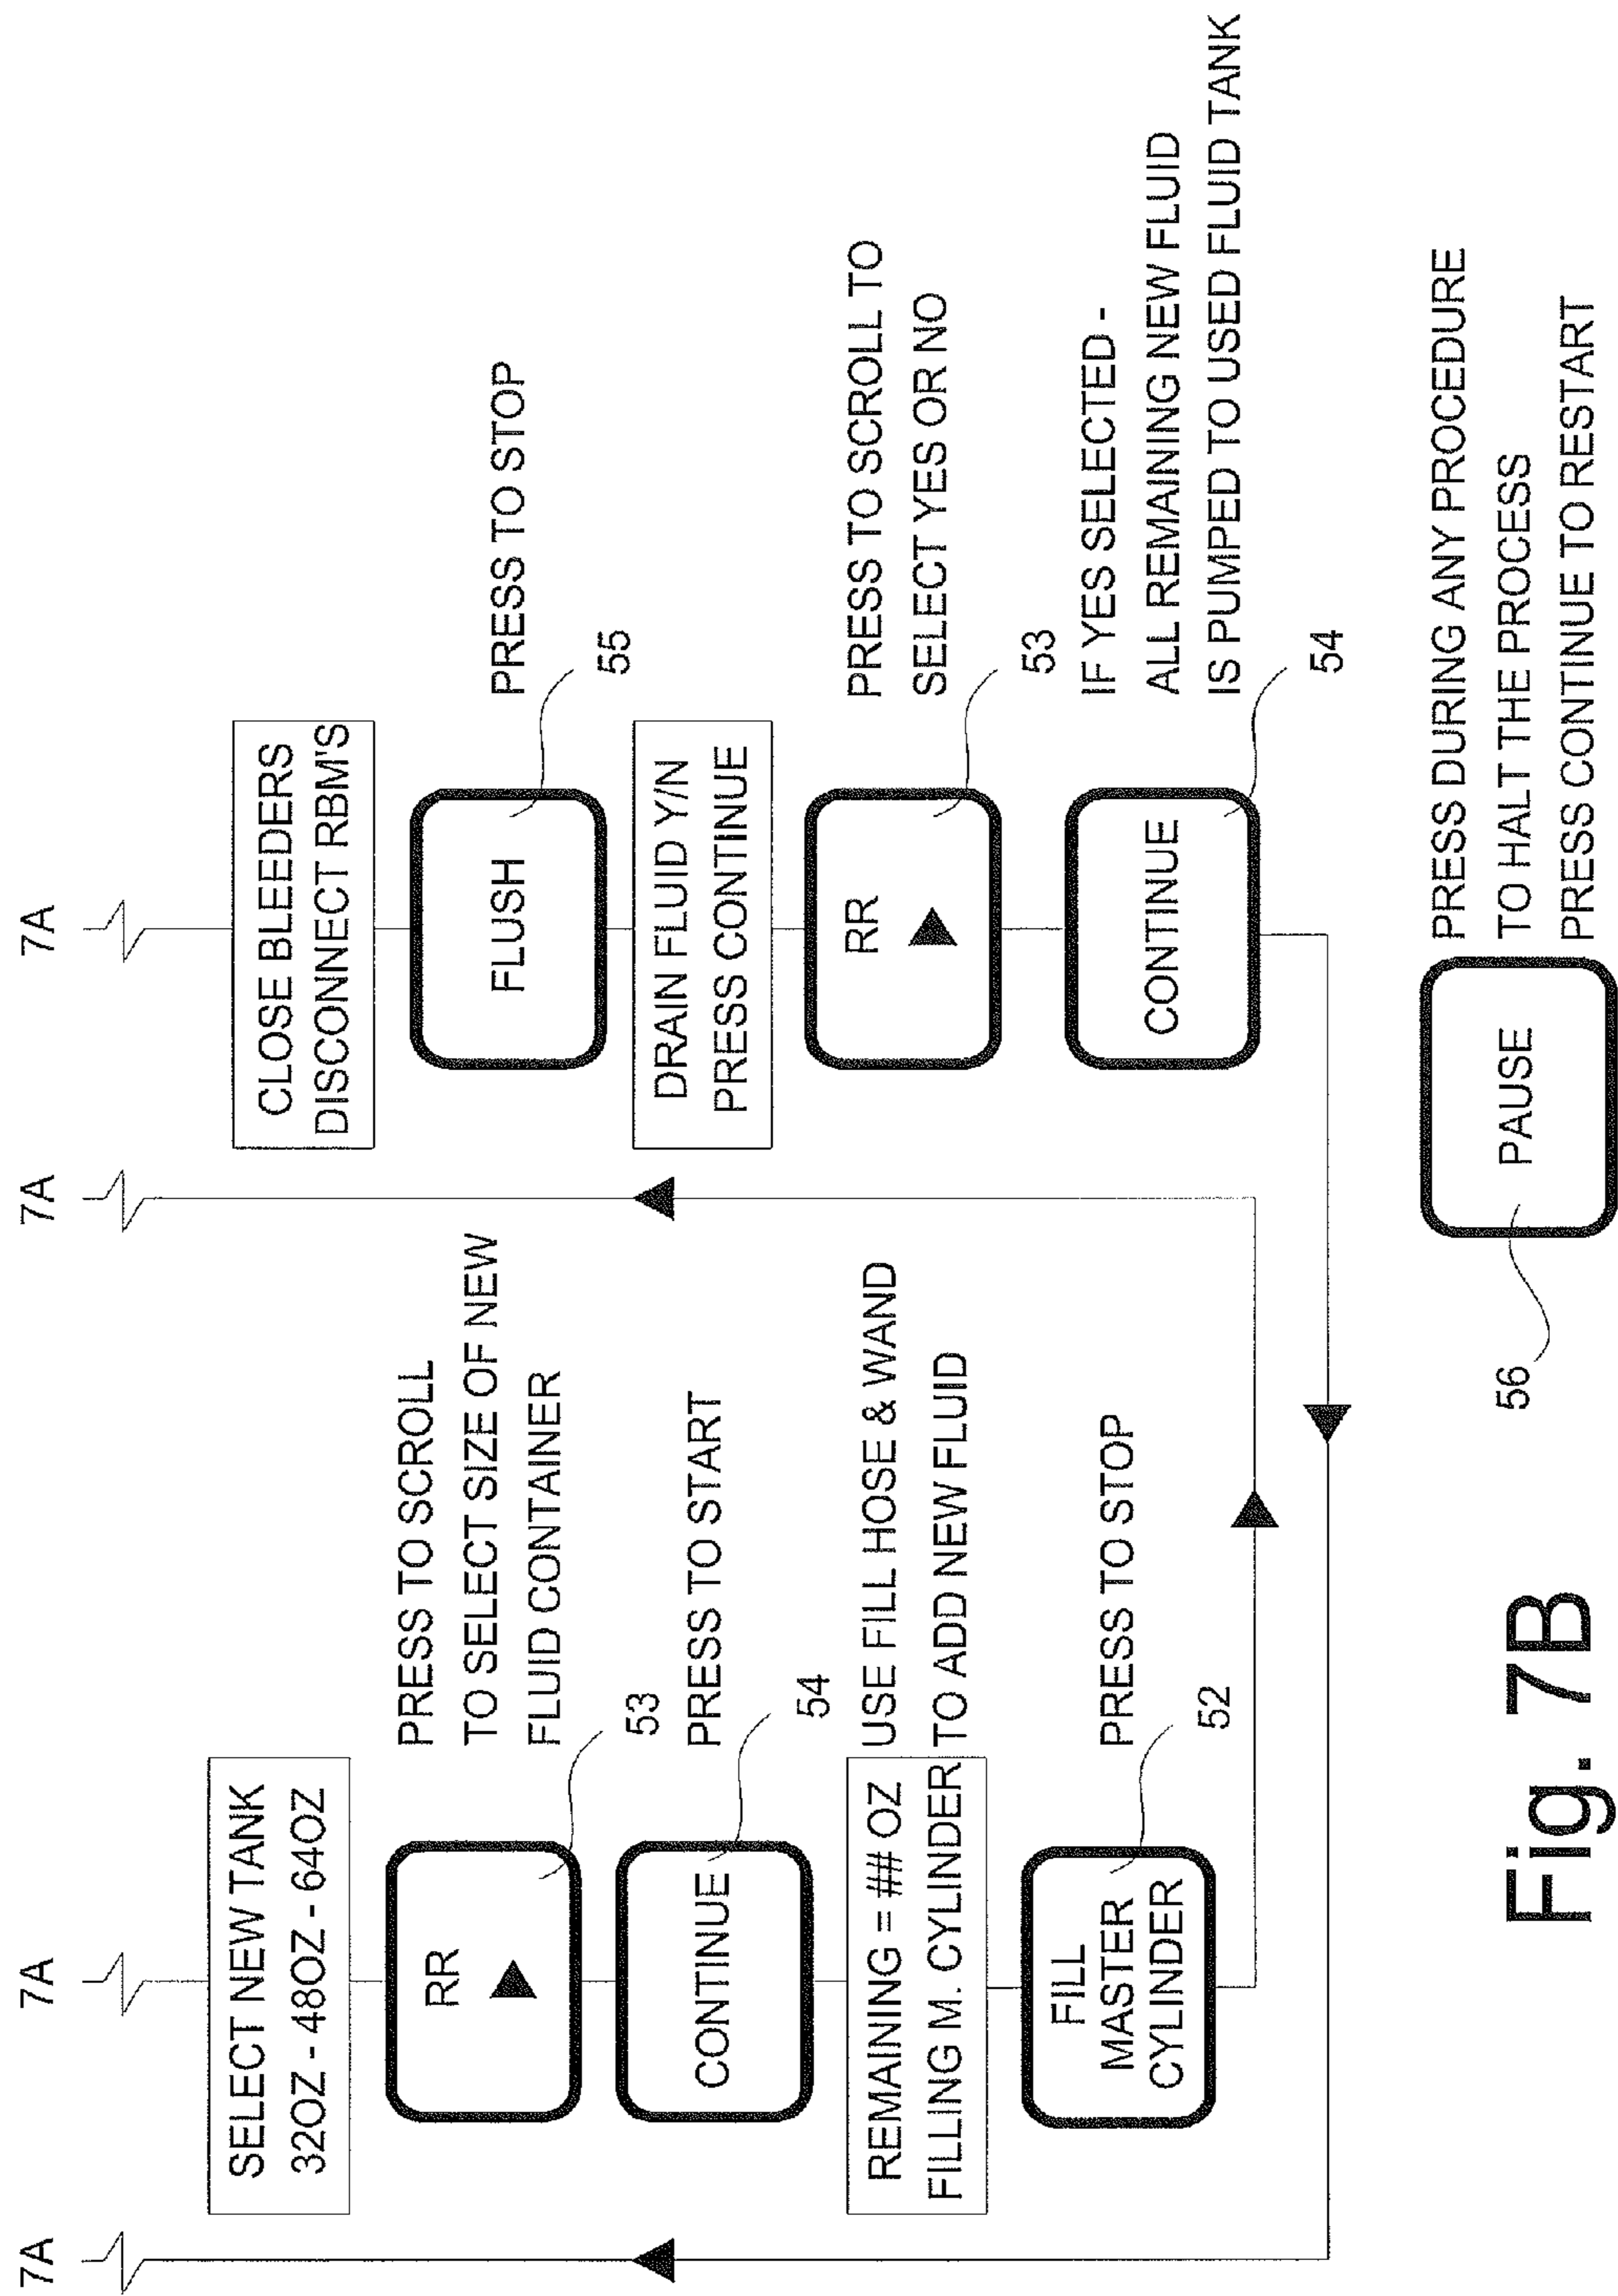 7A
7A
7A
7A
SELECT NEW TANK
32OZ - 48OZ - 64OZ
RR
PRESS TO SCROLL
TO SELECT SIZE OF NEW
FLUID CONTAINER
53
CONTINUE
PRESS TO START
54
REMAINING = ## OZ
FILLING M. CYLINDER
USE FILL HOSE & WAND
TO ADD NEW FLUID
FILL
MASTER
CYLINDER
PRESS TO STOP
52
CLOSE BLEEDERS
DISCONNECT RBM'S
FLUSH
PRESS TO STOP
55
DRAIN FLUID Y/N
PRESS CONTINUE
RR
PRESS TO SCROLL TO
SELECT YES OR NO
53
CONTINUE
IF YES SELECTED -
ALL REMAINING NEW FLUID
IS PUMPED TO USED FLUID TANK
54
PAUSE
56
PRESS DURING ANY PROCEDURE
TO HALT THE PROCESS
PRESS CONTINUE TO RESTART
Fig. 7B